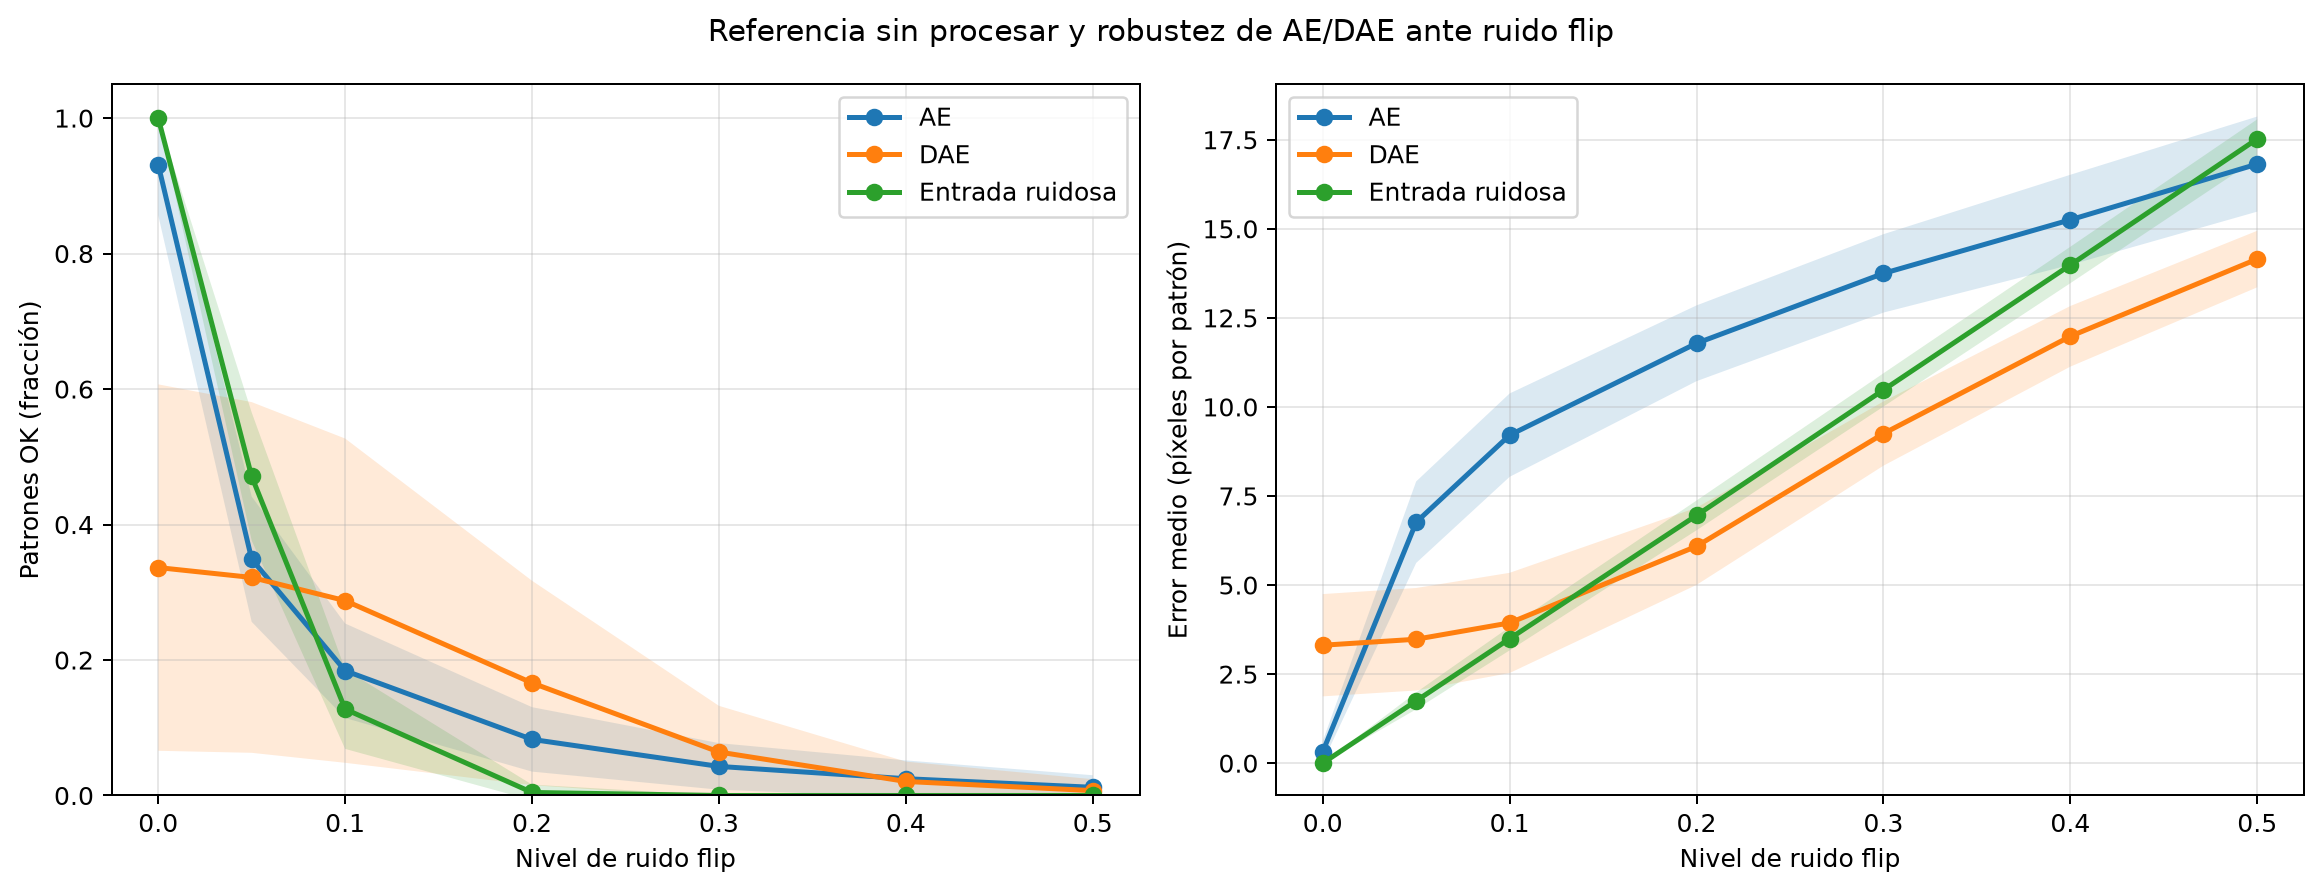 Referencia sin procesar y robustez de AE/DAE ante ruido flip
Patrones OK (fracción)
1.0
0.8
0.6
0.4
0.2
0.0
AE
DAE
Entrada ruidosa
0.0 0.1 0.2 0.3 0.4 0.5
Nivel de ruido flip
Error medio (píxeles por patrón)
17.5
15.0
12.5
10.0
7.5
5.0
2.5
0.0
AE
DAE
Entrada ruidosa
0.0 0.1 0.2 0.3 0.4 0.5
Nivel de ruido flip